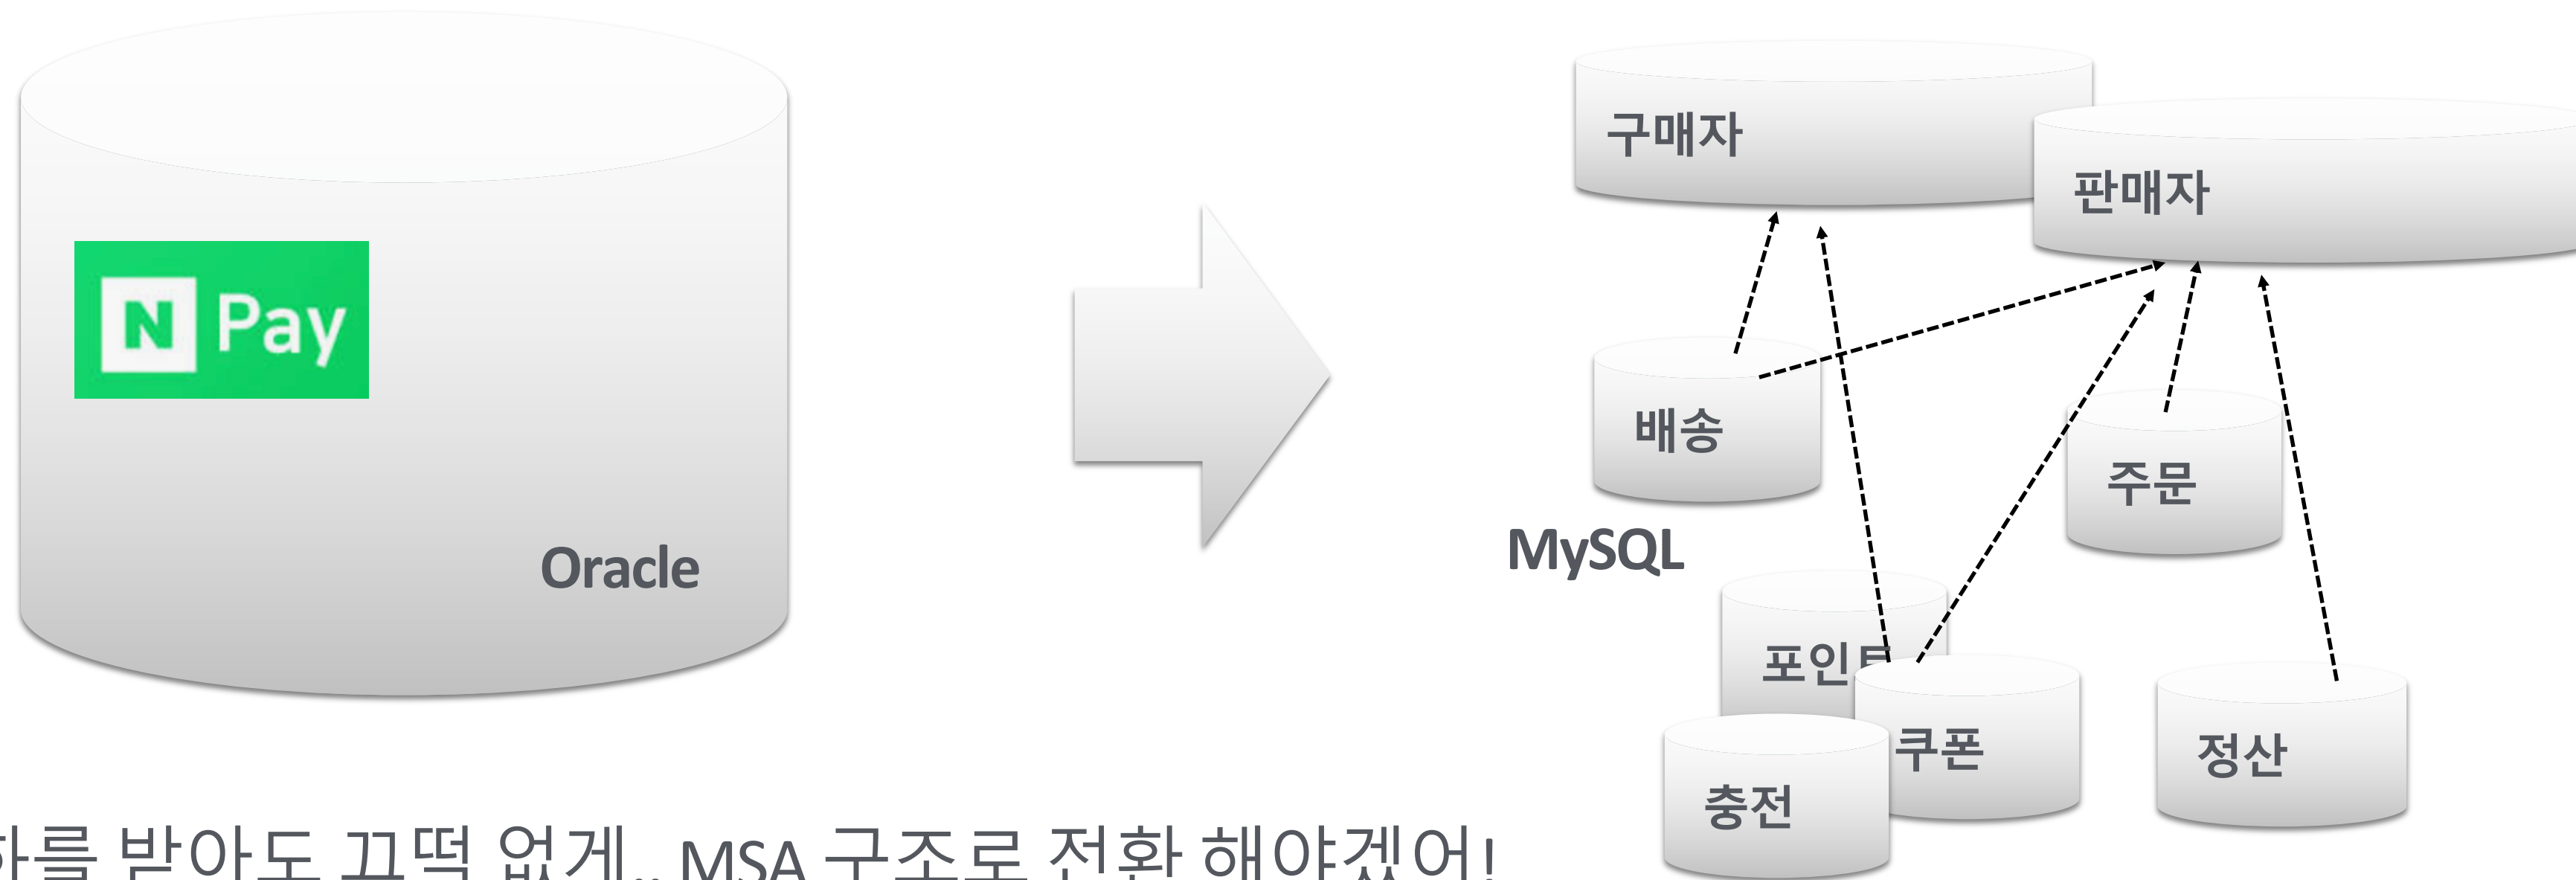 N Pay
Oracle
구매자
판매자
배송
주문
MySQL
포인트
쿠폰
정산
충전
받아도 끄떡 없게.. MSA 구조로 전환 해야겠어!